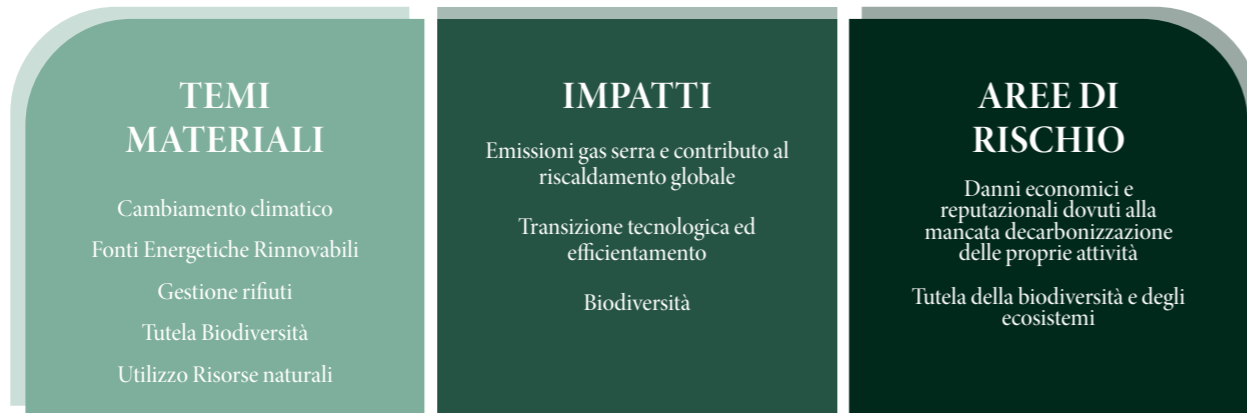 TEMI
MATERIALI
Cambiamento climatico
Fonti Energetiche Rinnovabili
Gestione rifiuti
Tutela Biodiversità
Utilizzo Risorse naturali
IMPATTI
Emissioni gas serra e contributo al
riscaldamento globale
Transizione tecnologica ed
efficientamento
Biodiversità
AREE DI
RISCHIO
Danni economici e
reputazionali dovuti alla
mancata decarbonizzazione
delle proprie attività
Tutela della biodiversità e degli
ecosistemi